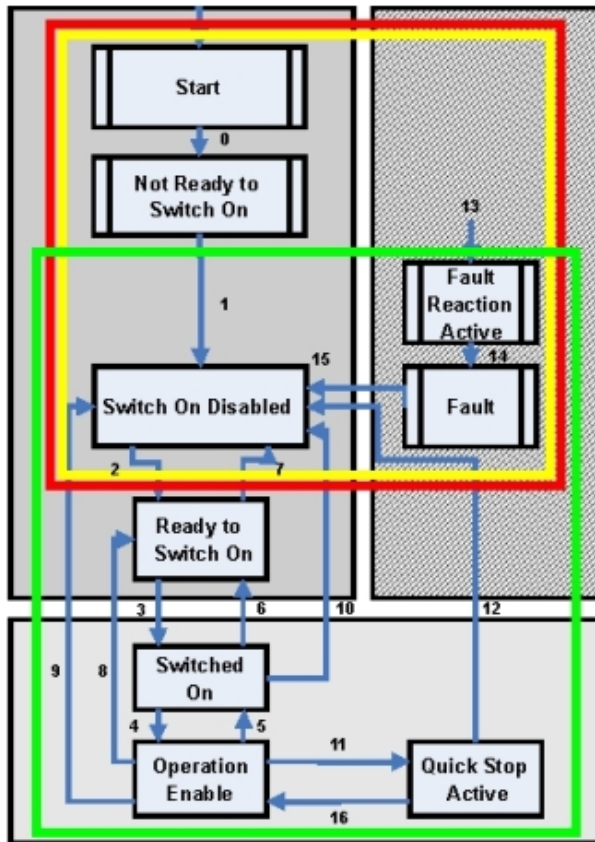 Start
0
Not Ready to
Switch On
13
Fault
Reaction
Active
1
14
15
Switch On Disabled
Fault
2
7
Ready to
Switch On
3
6
10
12
9
8
Switched
On
4
5
11
Operation
Enable
Quick Stop
Active
16